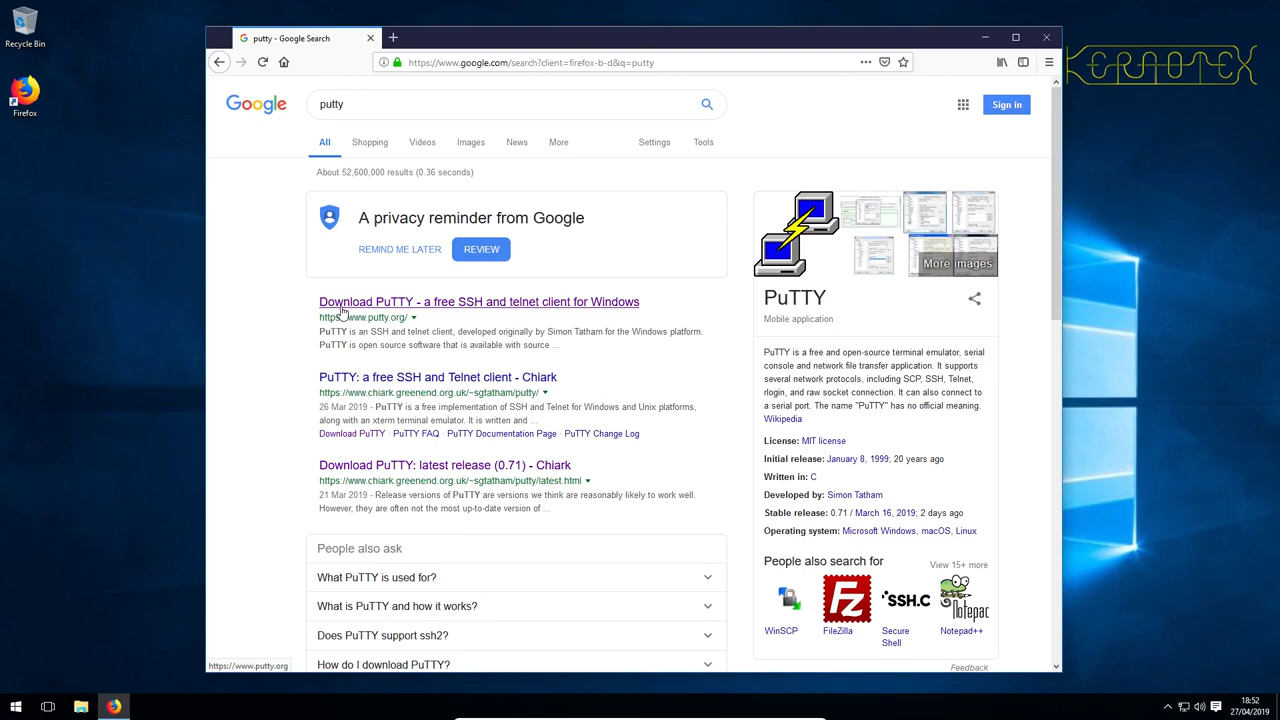 Recycle Bin
Firefox
putty - Google Search
https://www.google.com/search?client=firefox-b-d&q=putty
KERAOTEX
Google
putty
Sign in
All
Shopping
Videos
Images
News
More
Settings
Tools
About 52,600,000 results (0.36 seconds)
A privacy reminder from Google
REMIND ME LATER
REVIEW
Download PuTTY - a free SSH and telnet client for Windows
https://www.putty.org/
PuTTY is an SSH and telnet client, developed originally by Simon Tatham for the Windows platform.
PuTTY is open source software that is available with source ...
PuTTY: a free SSH and Telnet client - Chiark
https://www.chiark.greenend.org.uk/~sgtatham/putty/
26 Mar 2019 - PuTTY is a free implementation of SSH and Telnet for Windows and Unix platforms,
along with an xterm terminal emulator. It is written and ...
Download PuTTY · PuTTY FAQ · PuTTY Documentation Page · PuTTY Change Log
Download PuTTY: latest release (0.71) - Chiark
https://www.chiark.greenend.org.uk/~sgtatham/putty/latest.html
21 Mar 2019 - Release versions of PuTTY are versions we think are reasonably likely to work well.
However, they are often not the most up-to-date version of ...
People also ask
What PuTTY is used for?
What is PuTTY and how it works?
Does PuTTY support ssh2?
How do I download PuTTY?
https://www.putty.org
More images
PuTTY
Mobile application
PuTTY is a free and open-source terminal emulator, serial
console and network file transfer application. It supports
several network protocols, including SCP, SSH, Telnet,
rlogin, and raw socket connection. It can also connect to
a serial port. The name "PuTTY" has no official meaning.
Wikipedia
License: MIT license
Initial release: January 8, 1999; 20 years ago
Written in: C
Developed by: Simon Tatham
Stable release: 0.71 / March 16, 2019; 2 days ago
Operating system: Microsoft Windows, macOS, Linux
People also search for
View 15+ more
Fz
SSH.C
Notepac
WinSCP
FileZilla
Secure
Shell
Notepad++
Feedback
18:52
27/04/2019